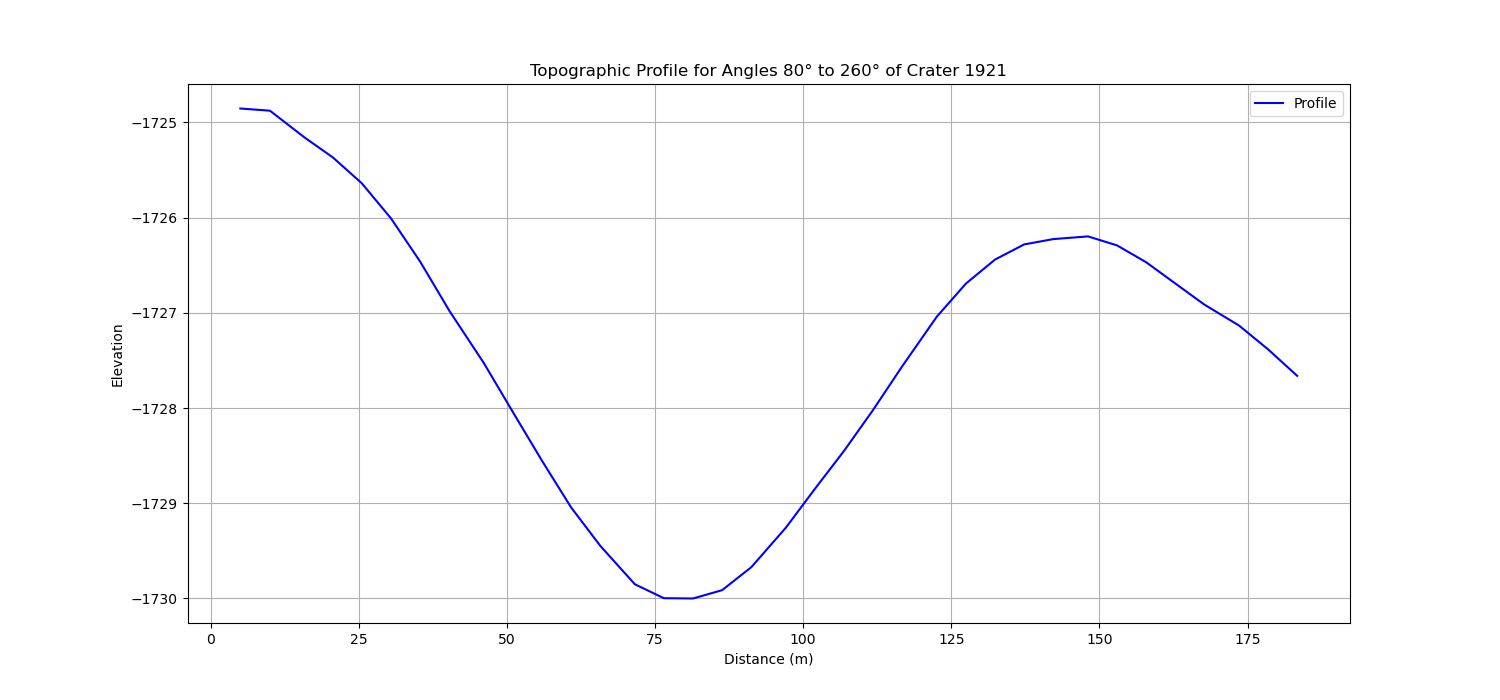 Topographic Profile for Angles 80° to 260° of Crater 1921
Profile
−1725
−1726
−1727
−1728
−1729
−1730
Elevation
0 25 50 75 100 125 150 175
Distance (m)